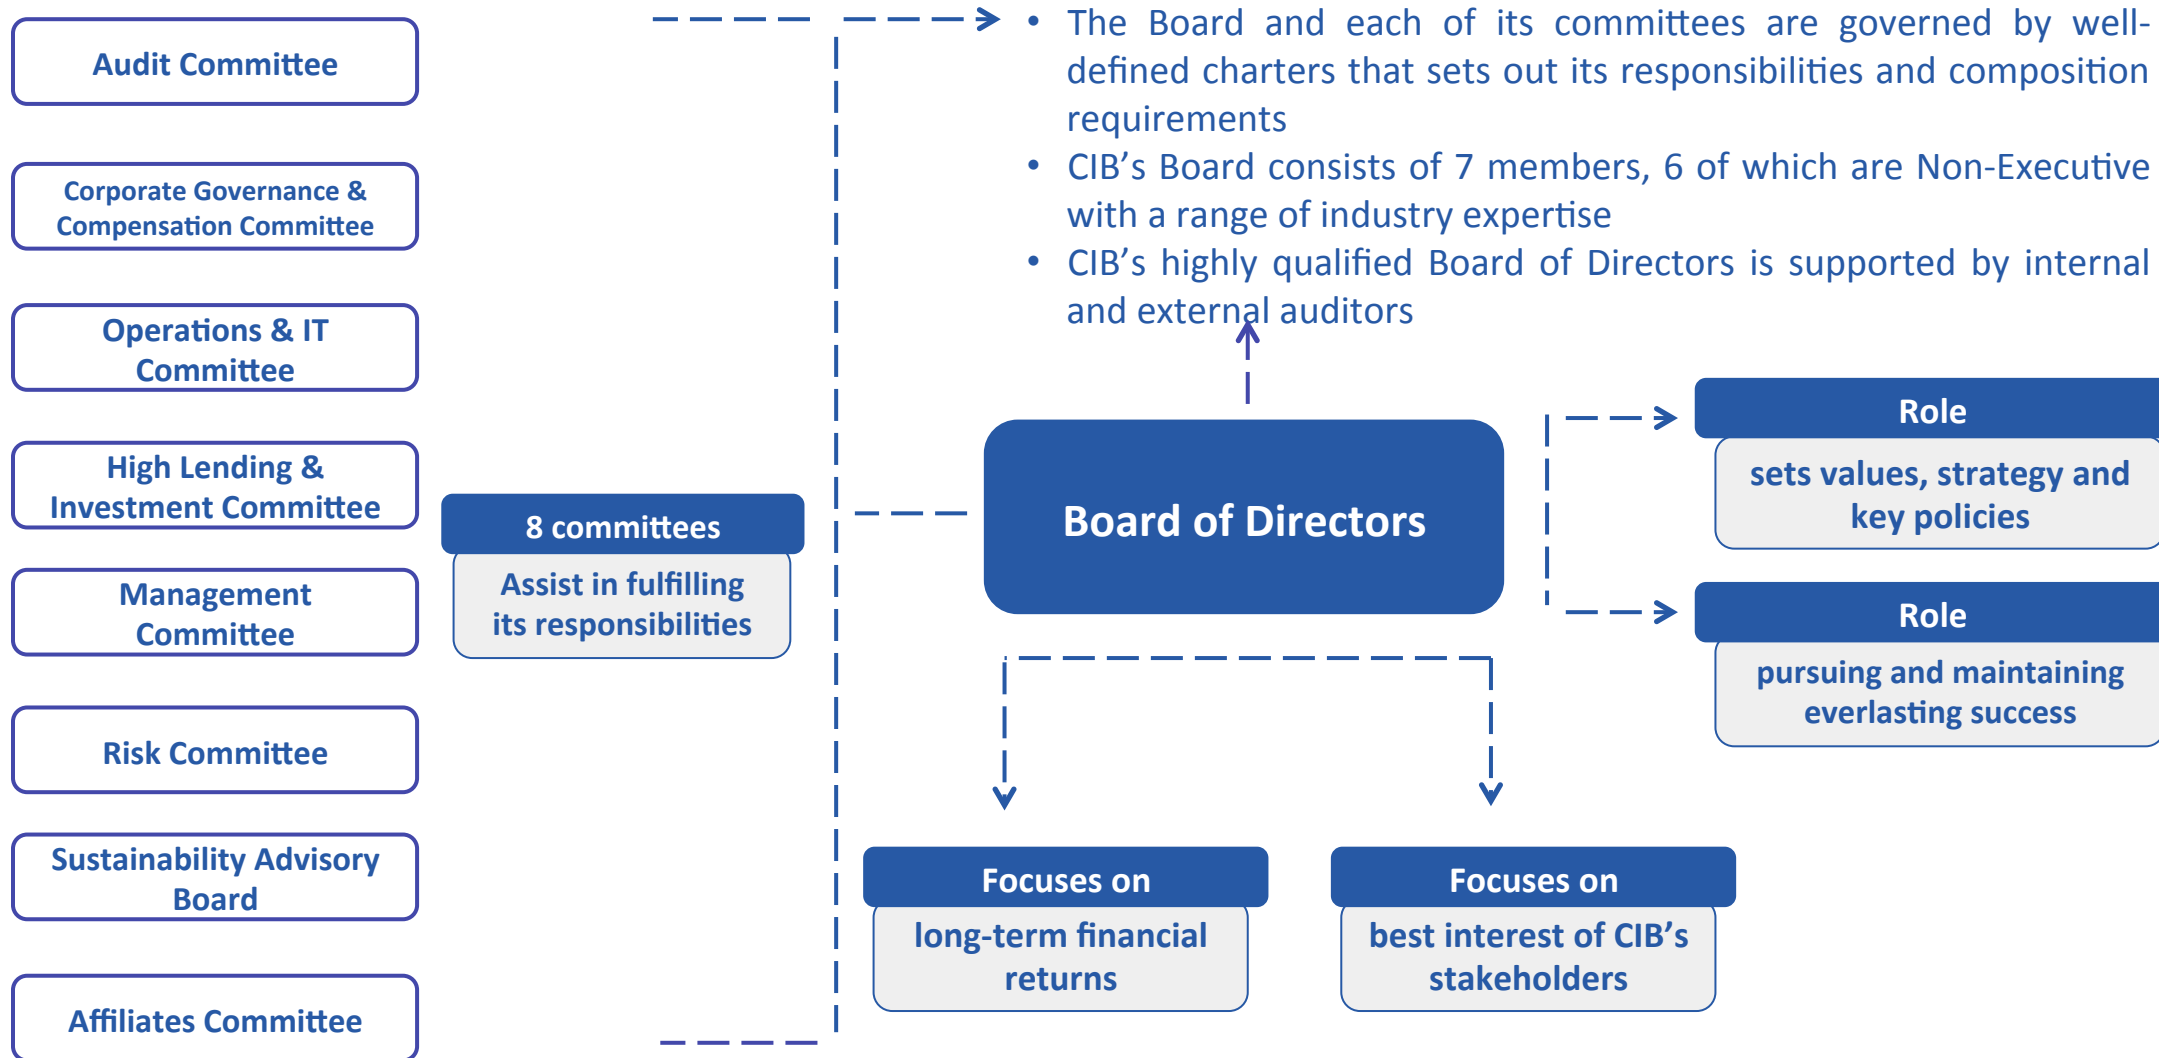 Audit Committee
Corporate Governance &
Compensation Committee
Operations & IT
Committee
High Lending &
Investment Committee
Management
Committee
Risk Committee
Sustainability Advisory
Board
Affiliates Committee
8 committees
Assist in fulfilling
its responsibilities
• The Board and each of its committees are governed by well-
defined charters that sets out its responsibilities and composition
requirements
• CIB’s Board consists of 7 members, 6 of which are Non-Executive
with a range of industry expertise
• CIB’s highly qualified Board of Directors is supported by internal
and external auditors
Board of Directors
Role
sets values, strategy and
key policies
Role
pursuing and maintaining
everlasting success
Focuses on
long-term financial
returns
Focuses on
best interest of CIB’s
stakeholders